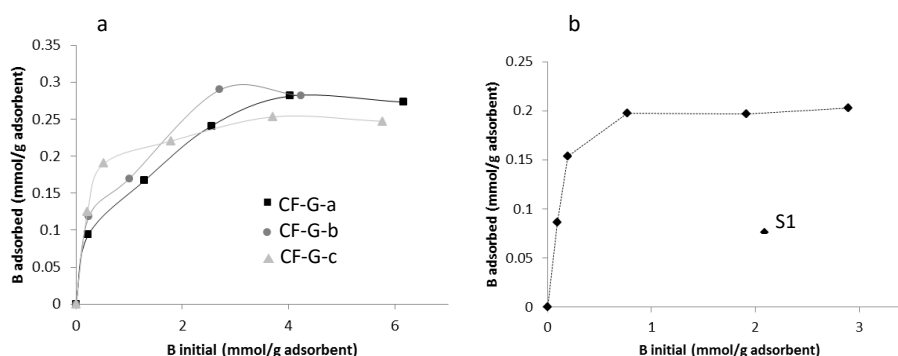 a
0.35
0.3
0.25
0.2
0.15
0.1
0.05
0
B adsorbed (mmol/g adsorbent)
0 2 4 6
B initial (mmol/g adsorbent)
CF-G-a
CF-G-b
CF-G-c
b
0.25
0.2
0.15
0.1
0.05
0
B adsorbed (mmol/g adsorbent)
0 1 2 3
B initial (mmol/g adsorbent)
S1